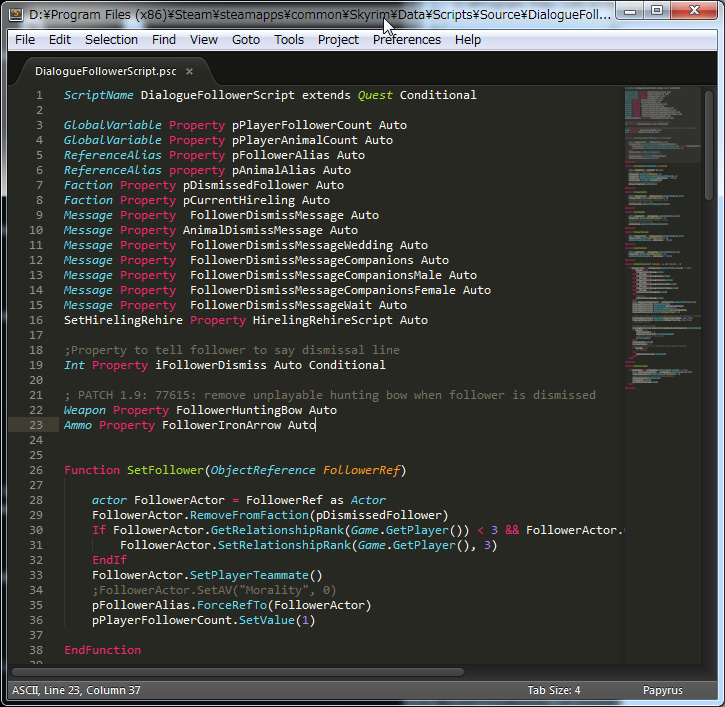 D:¥Program Files (x86)¥Steam¥steamapps¥common¥Skyrim¥Data¥Scripts¥Source¥DialogueFoll...
File Edit Selection Find View Goto Tools Project Preferences Help
DialogueFollowerScript.psc ×
1 ScriptName DialogueFollowerScript extends Quest Conditional
2
3 GlobalVariable Property pPlayerFollowerCount Auto
4 GlobalVariable Property pPlayerAnimalCount Auto
5 ReferenceAlias Property pFollowerAlias Auto
6 ReferenceAlias property pAnimalAlias Auto
7 Faction Property pDismissedFollower Auto
8 Faction Property pCurrentHireling Auto
9 Message Property  FollowerDismissMessage Auto
10 Message Property AnimalDismissMessage Auto
11 Message Property  FollowerDismissMessageWedding Auto
12 Message Property  FollowerDismissMessageCompanions Auto
13 Message Property  FollowerDismissMessageCompanionsMale Auto
14 Message Property  FollowerDismissMessageCompanionsFemale Auto
15 Message Property  FollowerDismissMessageWait Auto
16 SetHirelingRehire Property HirelingRehireScript Auto
17
18 ;Property to tell follower to say dismissal line
19 Int Property iFollowerDismiss Auto Conditional
20
21 ; PATCH 1.9: 77615: remove unplayable hunting bow when follower is dismissed
22 Weapon Property FollowerHuntingBow Auto
23 Ammo Property FollowerIronArrow Auto
24
25
26 Function SetFollower(ObjectReference FollowerRef)
27
28     actor FollowerActor = FollowerRef as Actor
29     FollowerActor.RemoveFromFaction(pDismissedFollower)
30     If FollowerActor.GetRelationshipRank(Game.GetPlayer()) < 3 && FollowerActor.
31         FollowerActor.SetRelationshipRank(Game.GetPlayer(), 3)
32     EndIf
33     FollowerActor.SetPlayerTeammate()
34     ;FollowerActor.SetAV("Morality", 0)
35     pFollowerAlias.ForceRefTo(FollowerActor)
36     pPlayerFollowerCount.SetValue(1)
37
38 EndFunction
39
ASCII, Line 23, Column 37 Tab Size: 4 Papyrus